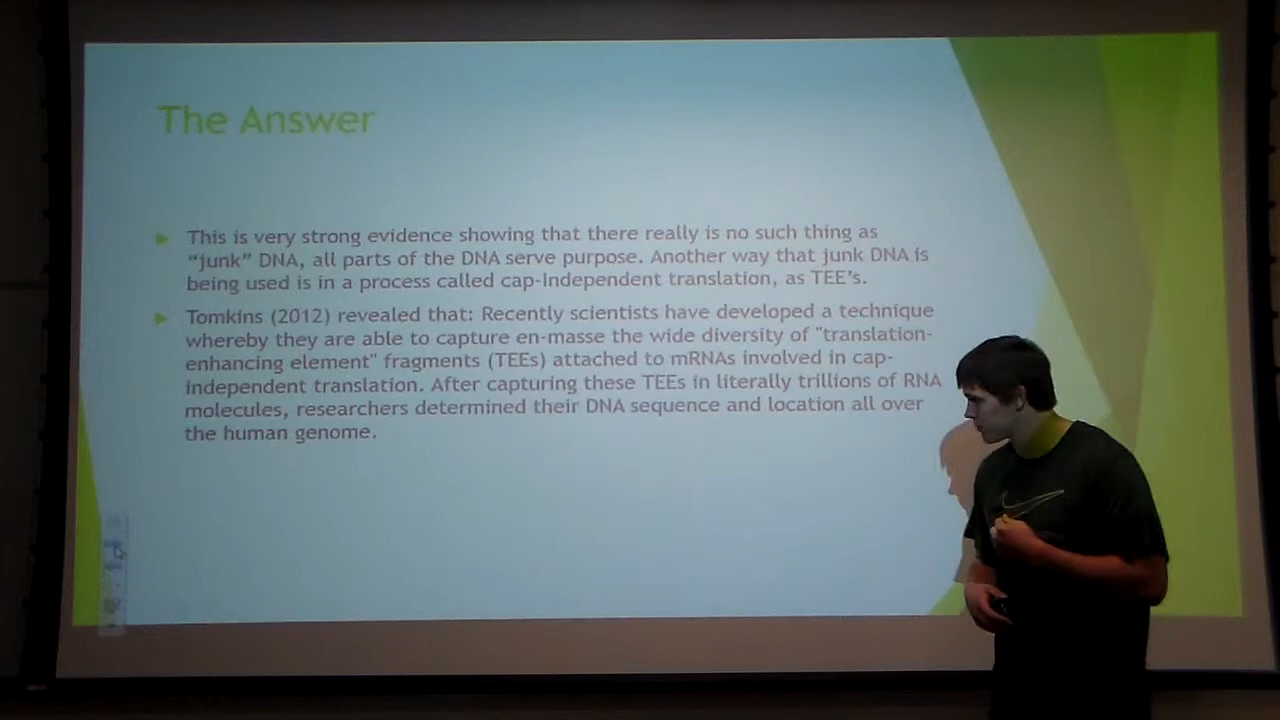 The Answer
This is very strong evidence showing that there really is no such thing as
“junk” DNA, all parts of the DNA serve purpose. Another way that junk DNA is
being used is in a process called cap-Independent translation, as TEE’s.
Tomkins (2012) revealed that: Recently scientists have developed a technique
whereby they are able to capture en-masse the wide diversity of "translation-
enhancing element" fragments (TEEs) attached to mRNAs involved in cap-
independent translation. After capturing these TEEs in literally trillions of RNA
molecules, researchers determined their DNA sequence and location all over
the human genome.